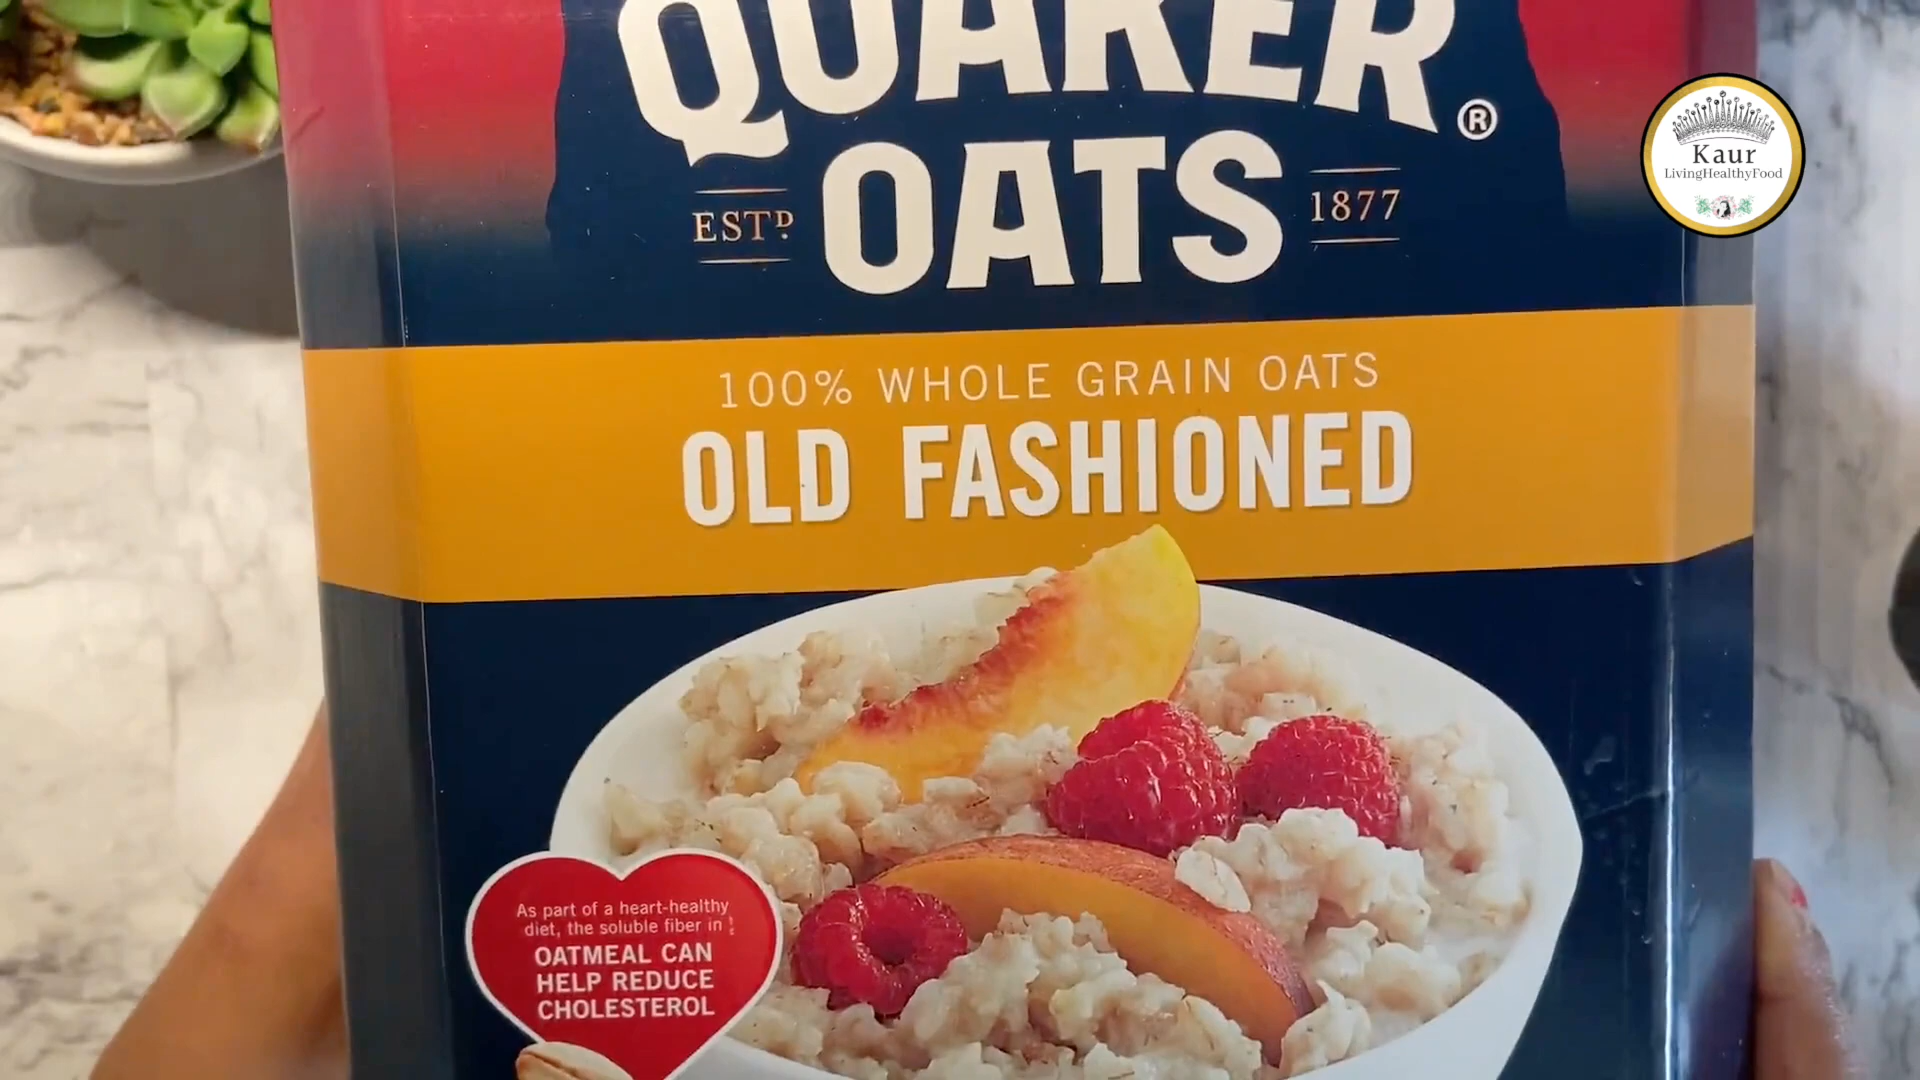 QUAKER
OATS
ESTD
1877
®
Kaur
LivingHealthyFood
100% WHOLE GRAIN OATS
OLD FASHIONED
As part of a heart-healthy
diet, the soluble fiber in
OATMEAL CAN
HELP REDUCE
CHOLESTEROL